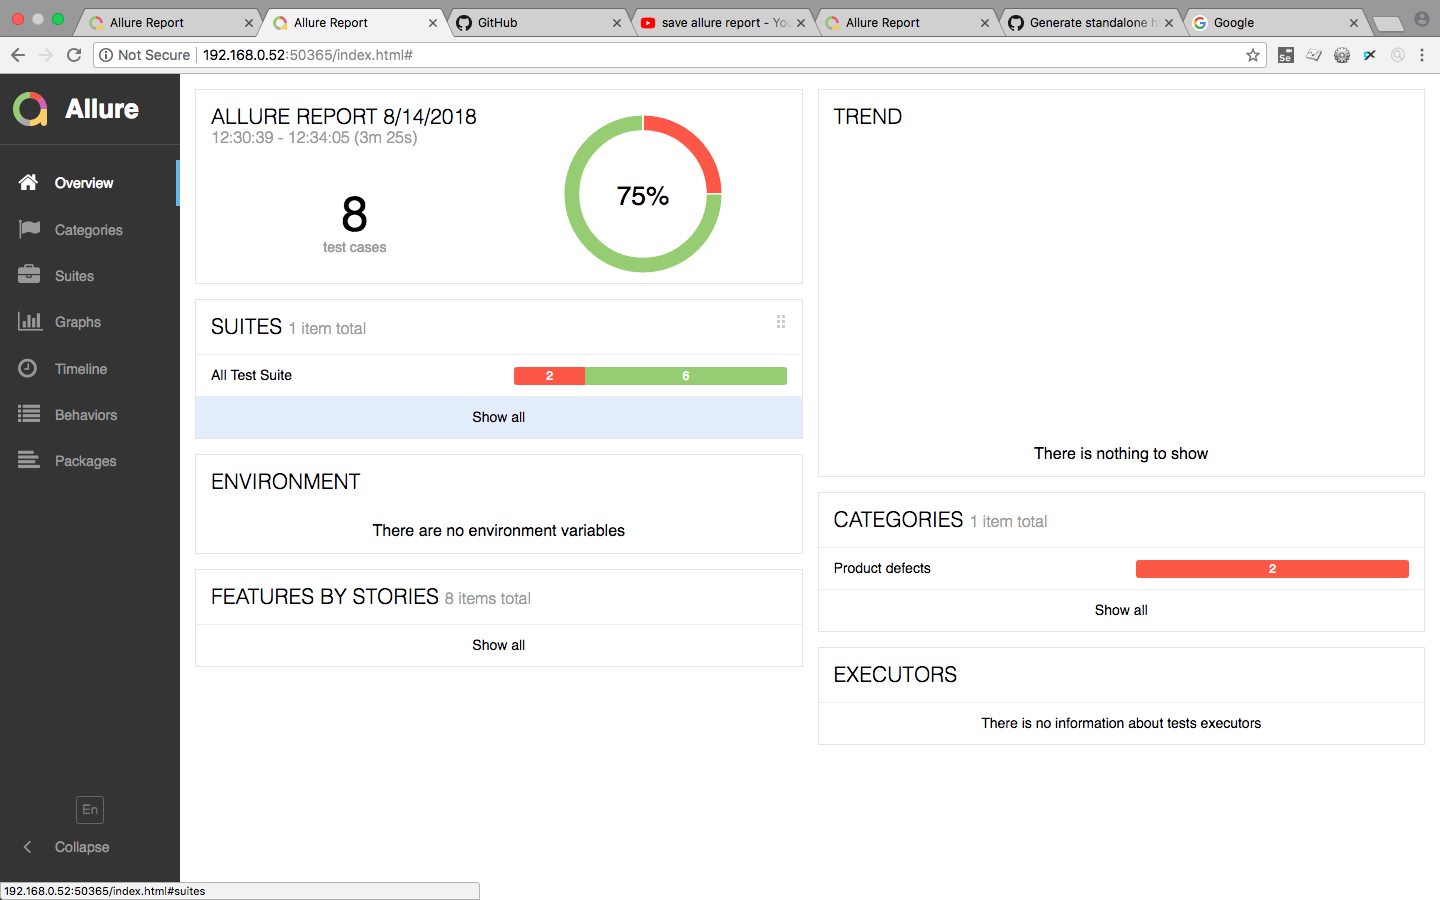 Allure Report
Allure Report
GitHub
save allure report - You
Allure Report
Generate standalone h
Google
Not Secure
192.168.0.52:50365/index.html#
Se
Allure
Overview
Categories
Suites
Graphs
Timeline
Behaviors
Packages
En
Collapse
ALLURE REPORT 8/14/2018
12:30:39 - 12:34:05 (3m 25s)
8
test cases
75%
SUITES 1 item total
All Test Suite
2
6
Show all
ENVIRONMENT
There are no environment variables
FEATURES BY STORIES 8 items total
Show all
TREND
There is nothing to show
CATEGORIES 1 item total
Product defects
2
Show all
EXECUTORS
There is no information about tests executors
192.168.0.52:50365/index.html#suites